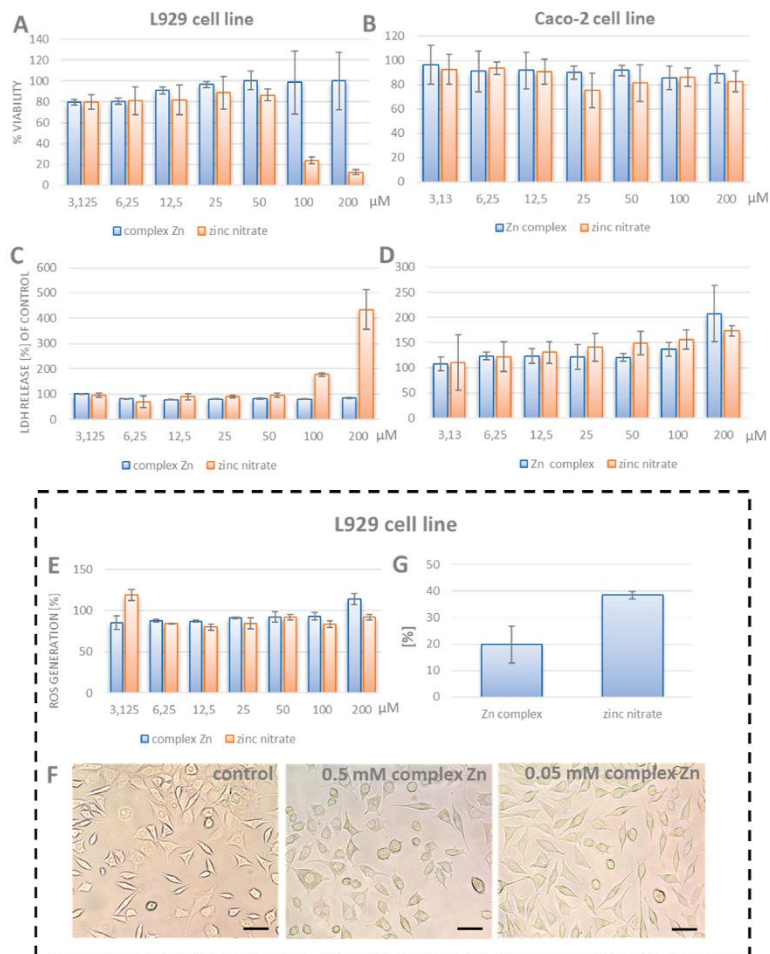 A
L929 cell line
B
Caco-2 cell line
% VIABILITY
140
120
100
80
60
40
20
0
3,125 6,25 12,5 25 50 100 200 µM
complex Zn zinc nitrate
120
100
80
60
40
20
0
3,13 6,25 12,5 25 50 100 200
Zn complex zinc nitrate
C
LDH RELEASE [%] OF CONTROL
600
500
400
300
200
100
0
3,125 6,25 12,5 25 50 100 200 µM
complex Zn zinc nitrate
D
300
250
200
150
100
50
0
3,13 6,25 12,5 25 50 100 200
Zn complex zinc nitrate
L929 cell line
E
ROS GENERATION [%]
150
100
50
0
3,125 6,25 12,5 25 50 100 200 µM
complex Zn zinc nitrate
G
[%]
50
40
30
20
10
0
Zn complex zinc nitrate
F
control
0.5 mM complex Zn
0.05 mM complex Zn